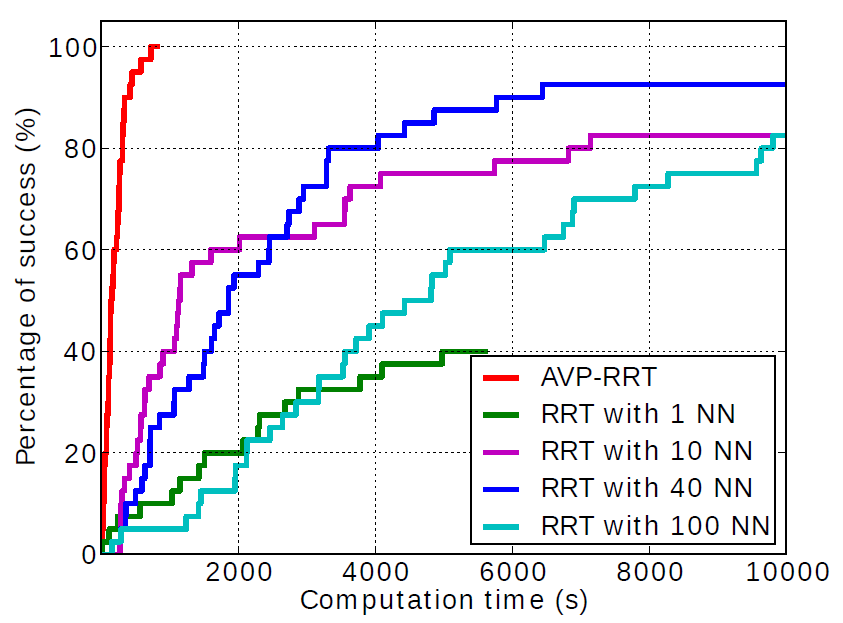 100
80
60
40
20
0
Percentage of success (%)
2000 4000 6000 8000 10000
Computation time (s)
AVP-RRT
RRT with 1 NN
RRT with 10 NN
RRT with 40 NN
RRT with 100 NN